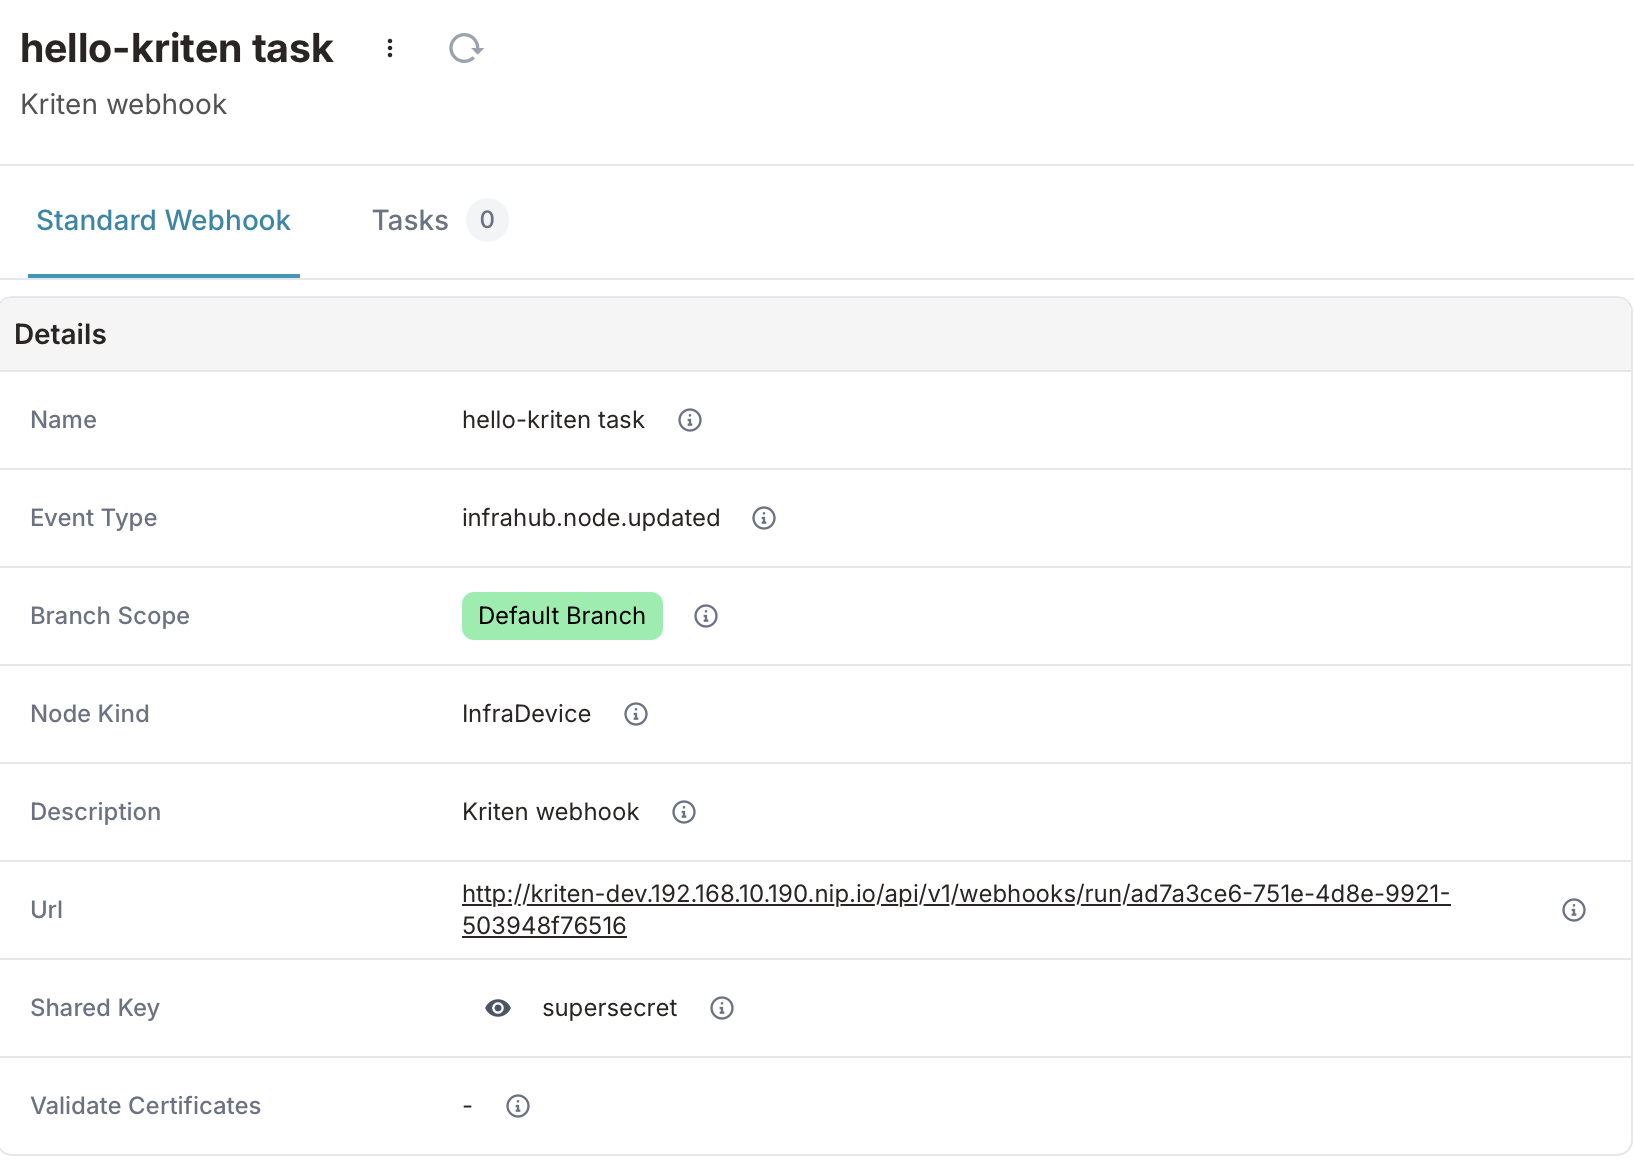 hello-kriten task
Kriten webhook
Standard Webhook
Tasks 0
Details
Name hello-kriten task
Event Type infrahub.node.updated
Branch Scope Default Branch
Node Kind InfraDevice
Description Kriten webhook
Url http://kriten-dev.192.168.10.190.nip.io/api/v1/webhooks/run/ad7a3ce6-751e-4d8e-9921-
503948f76516
Shared Key supersecret
Validate Certificates -